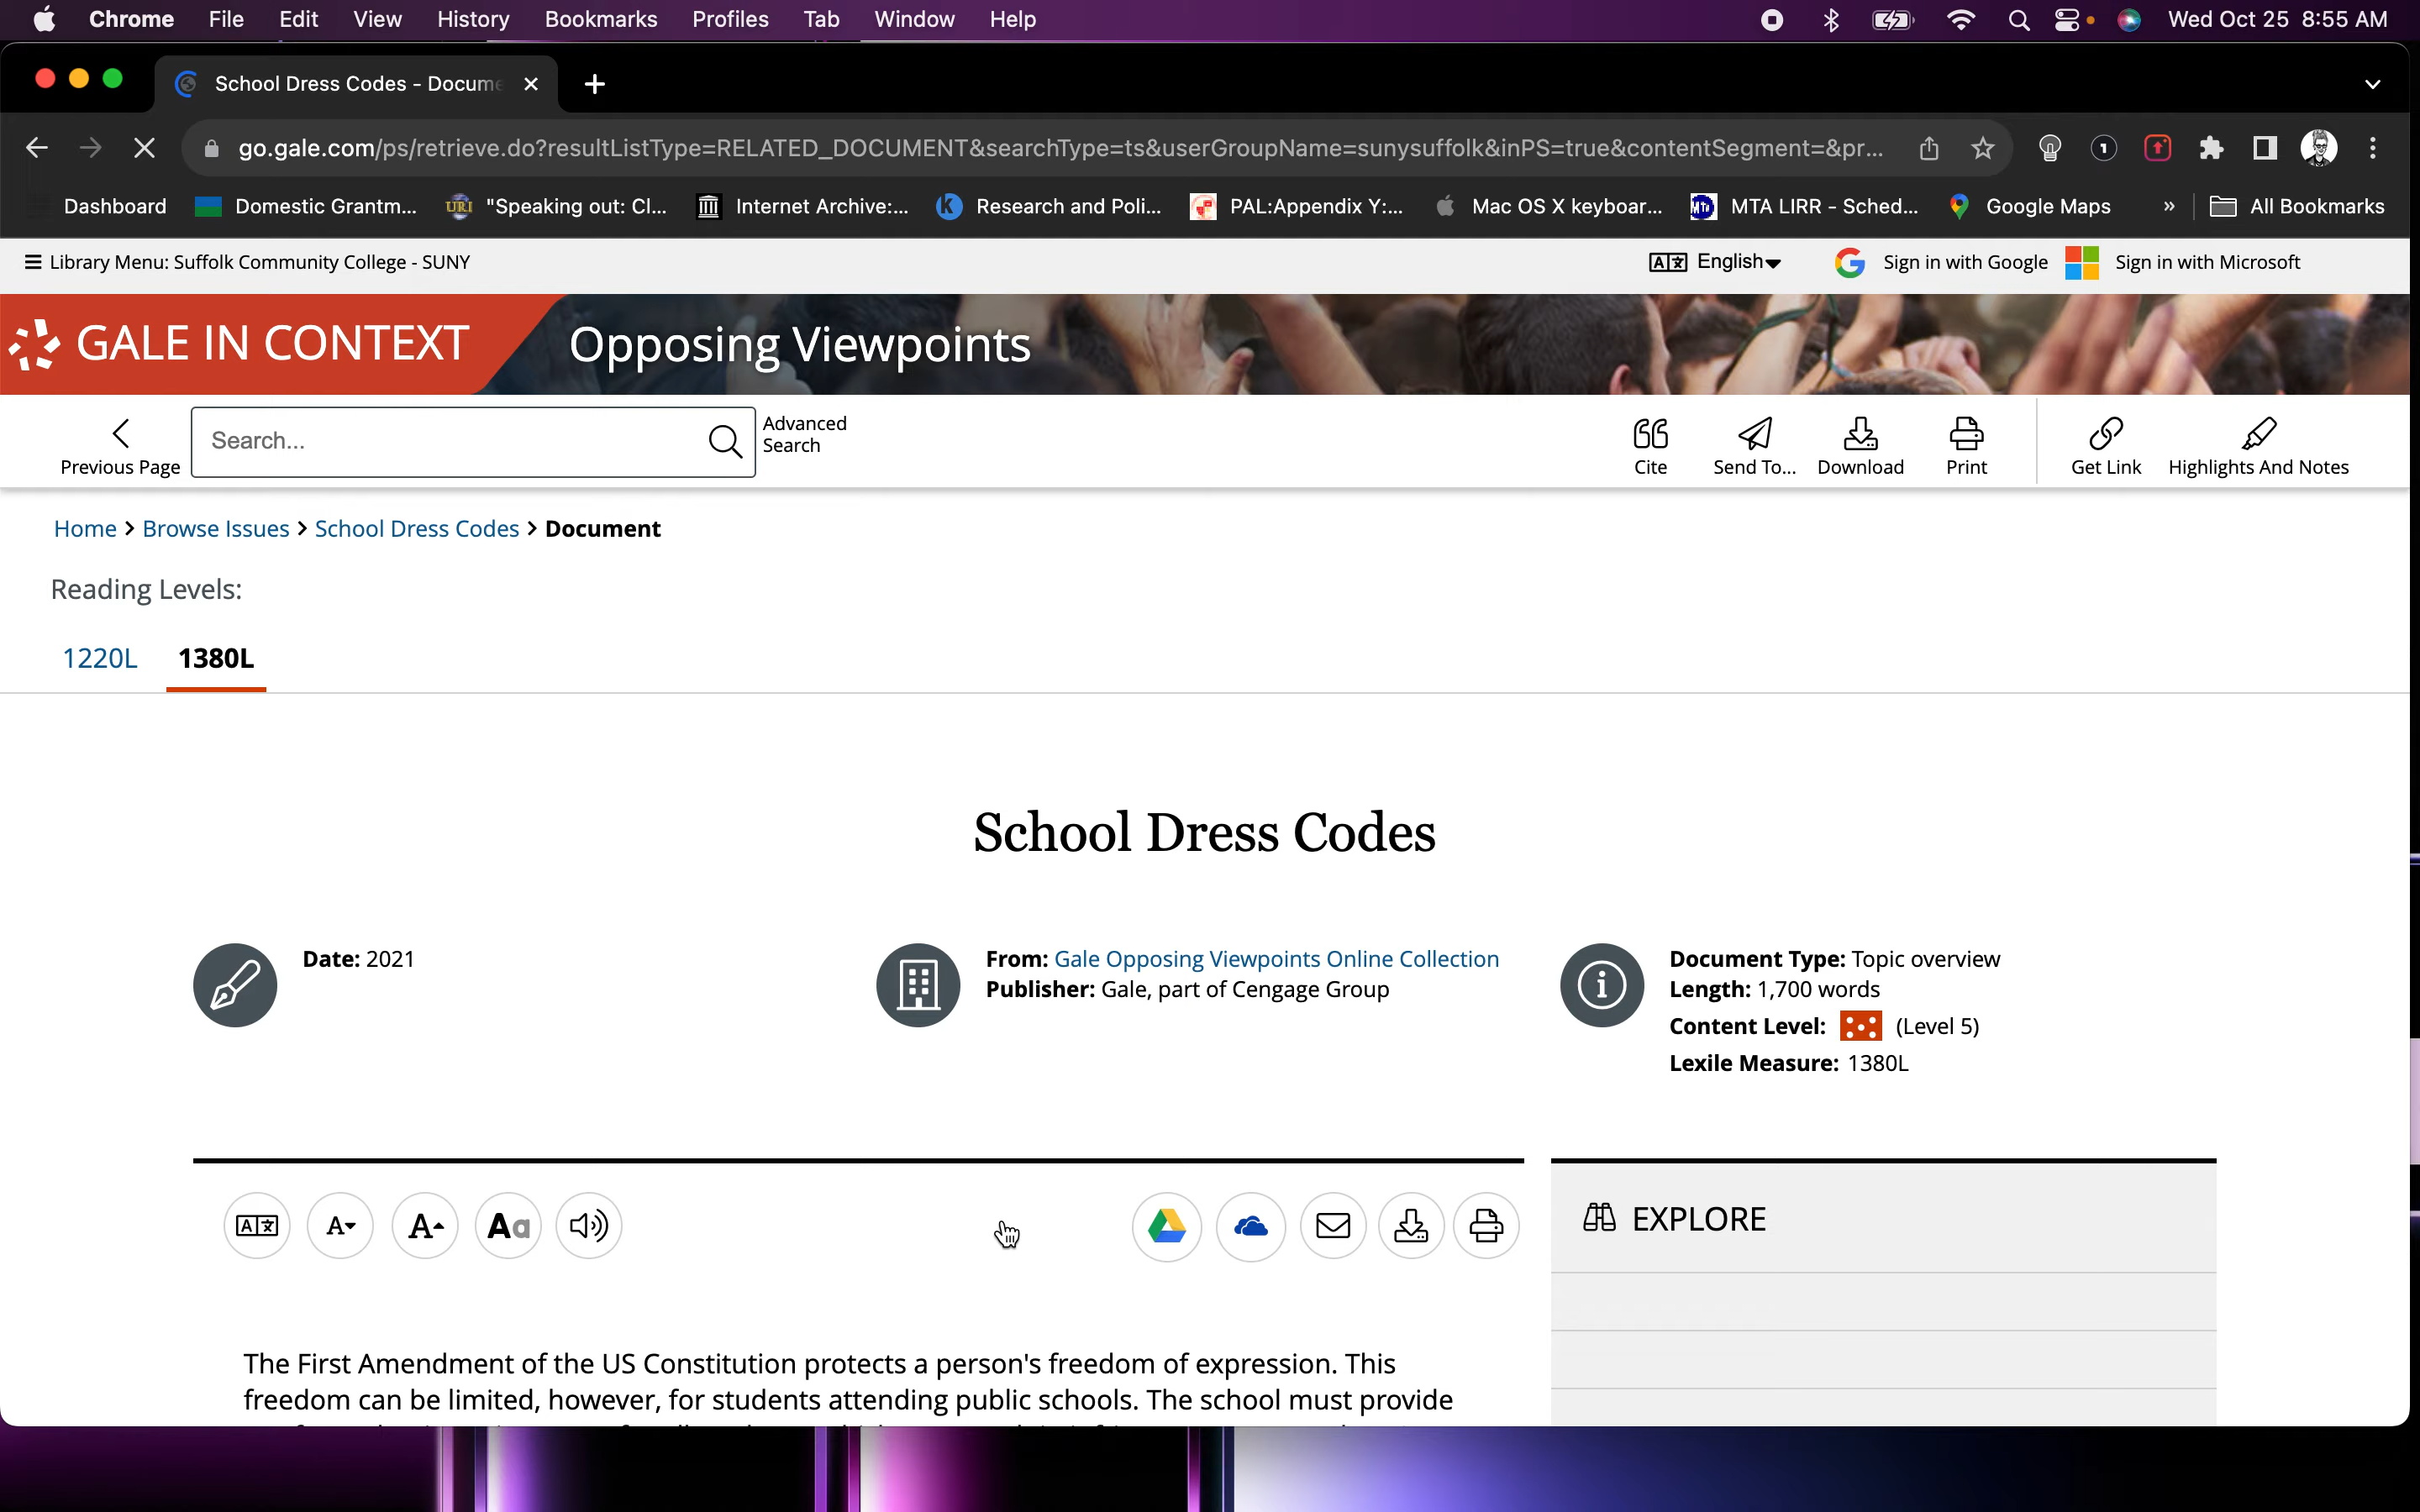 Chrome File Edit View History Bookmarks Profiles Tab Window Help Wed Oct 25 8:55 AM
School Dress Codes - Docume
go.gale.com/ps/retrieve.do?resultListType=RELATED_DOCUMENT&searchType=ts&userGroupName=sunysuffolk&inPS=true&contentSegment=&pr...
Dashboard Domestic Grantm... "Speaking out: Cl... Internet Archive:... Research and Poli... PAL:Appendix Y:... Mac OS X keyboar... MTA LIRR - Sched... Google Maps » All Bookmarks
Library Menu: Suffolk Community College - SUNY English Sign in with Google Sign in with Microsoft
GALE IN CONTEXT Opposing Viewpoints
Previous Page Search... Advanced Search Cite Send To... Download Print Get Link Highlights And Notes
Home > Browse Issues > School Dress Codes > Document
Reading Levels:
1220L 1380L
School Dress Codes
Date: 2021
From: Gale Opposing Viewpoints Online Collection
Publisher: Gale, part of Cengage Group
Document Type: Topic overview
Length: 1,700 words
Content Level: (Level 5)
Lexile Measure: 1380L
EXPLORE
The First Amendment of the US Constitution protects a person's freedom of expression. This
freedom can be limited, however, for students attending public schools. The school must provide